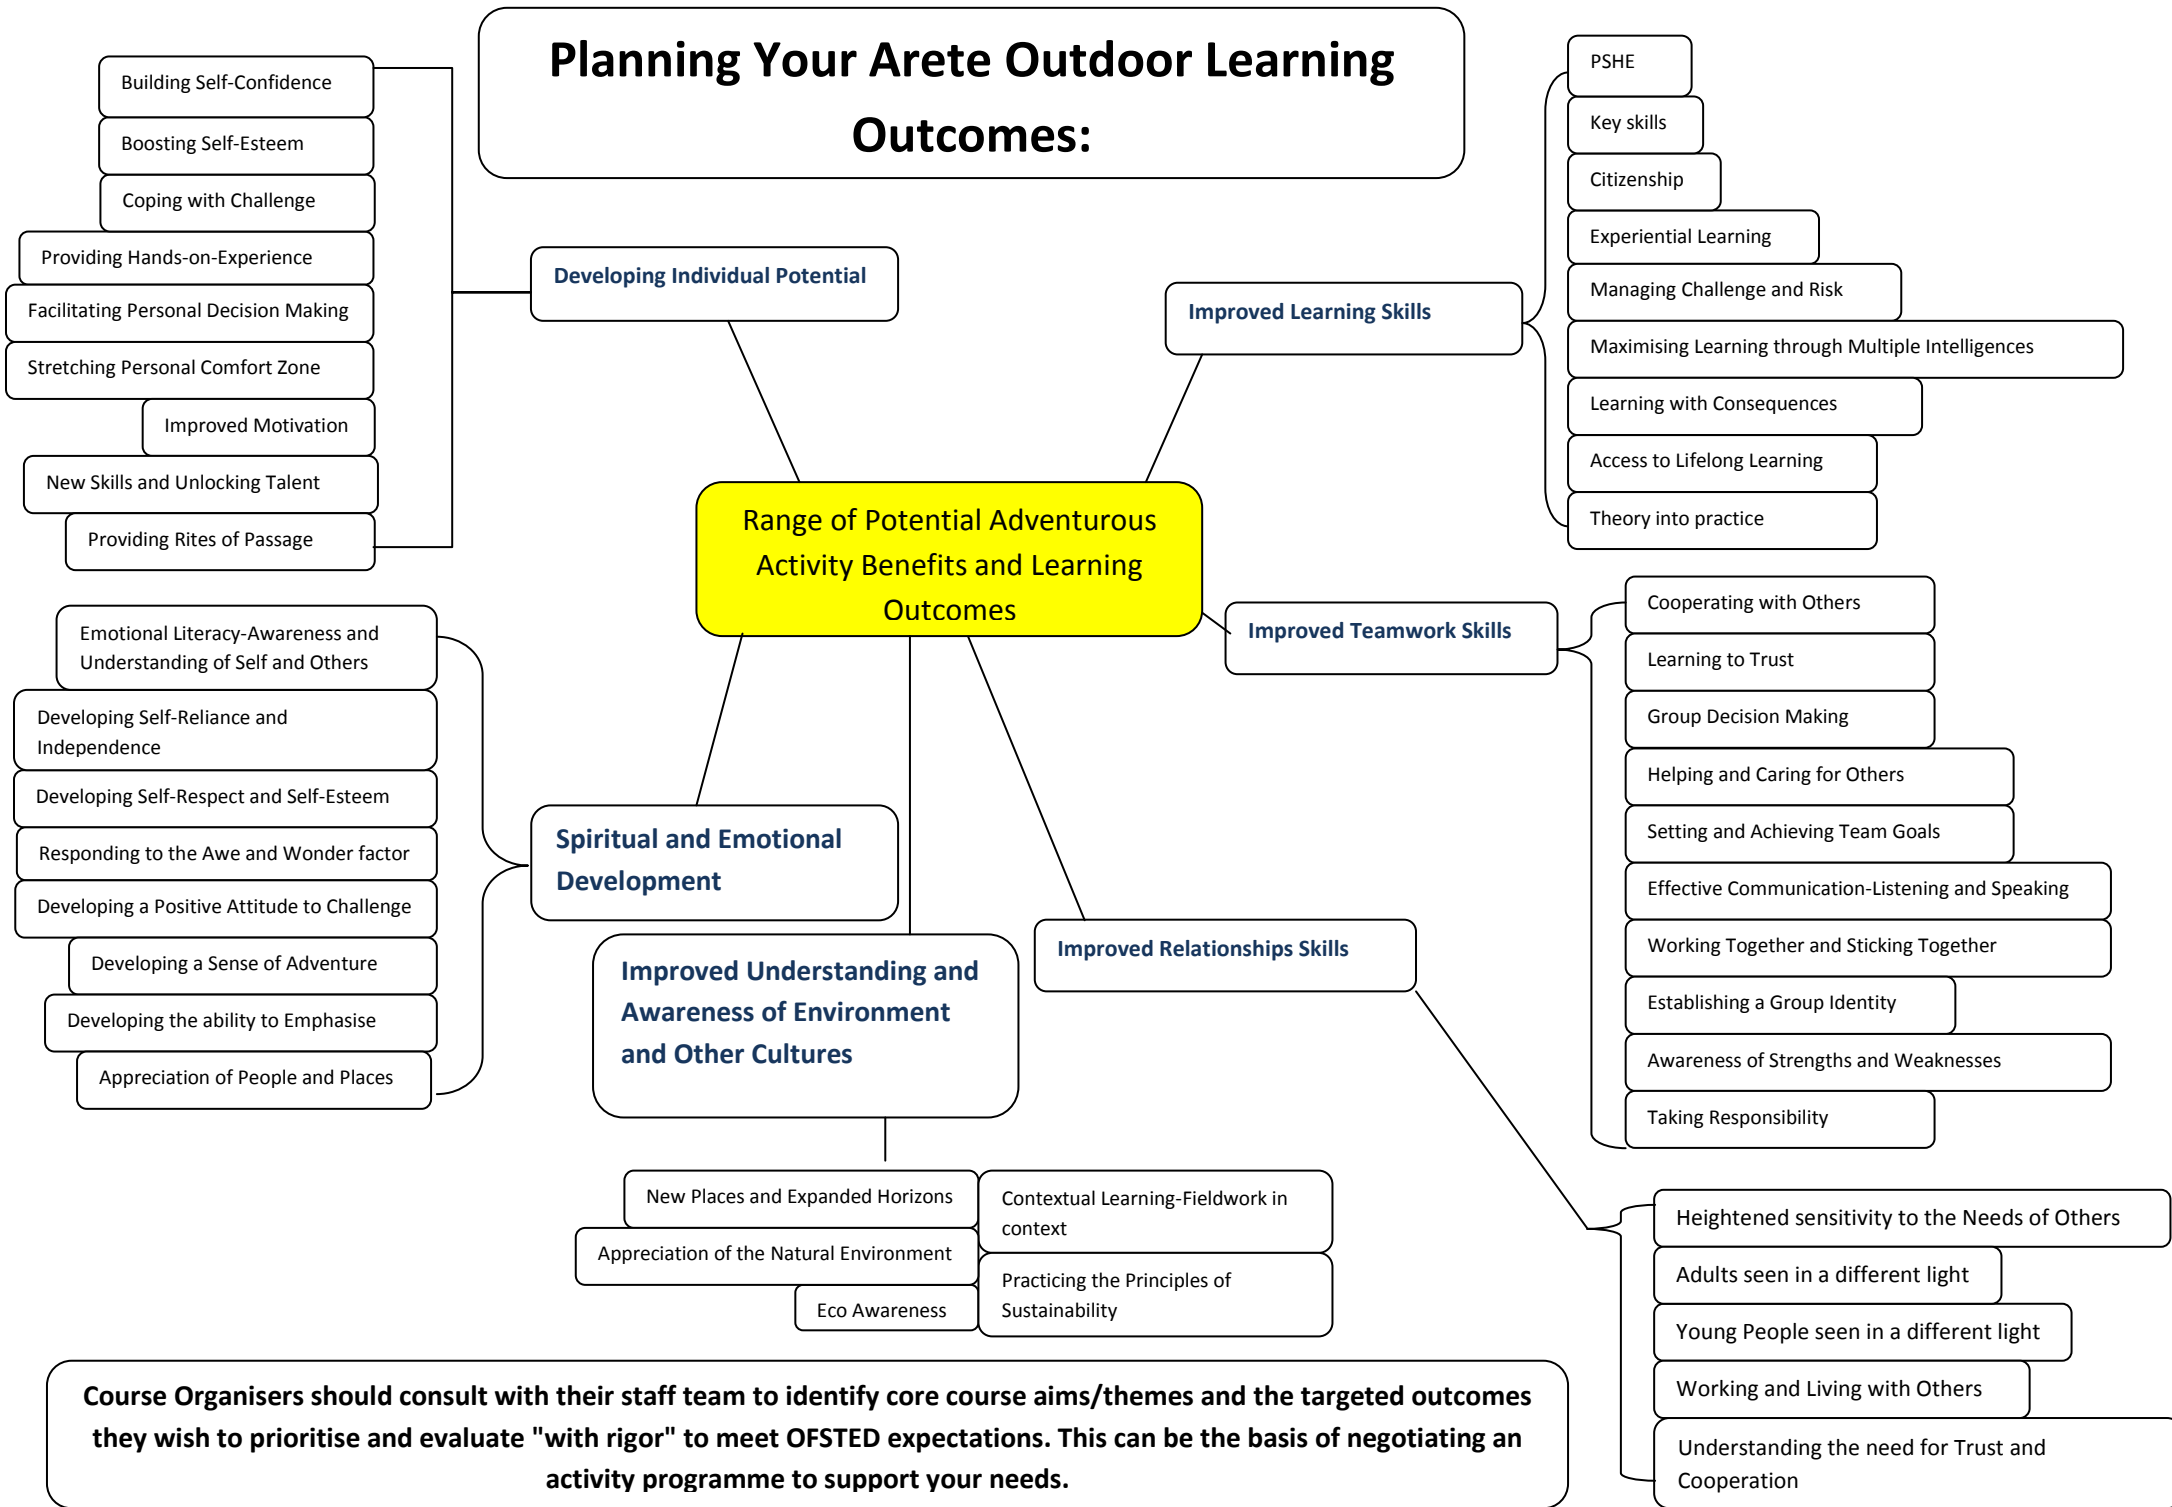 Planning Your Arete Outdoor Learning
Outcomes:
Building Self-Confidence
Boosting Self-Esteem
Coping with Challenge
Providing Hands-on-Experience
Facilitating Personal Decision Making
Stretching Personal Comfort Zone
Improved Motivation
New Skills and Unlocking Talent
Providing Rites of Passage
Developing Individual Potential
Improved Learning Skills
PSHE
Key skills
Citizenship
Experiential Learning
Managing Challenge and Risk
Maximising Learning through Multiple Intelligences
Learning with Consequences
Access to Lifelong Learning
Theory into practice
Range of Potential Adventurous
Activity Benefits and Learning
Outcomes
Improved Teamwork Skills
Cooperating with Others
Learning to Trust
Group Decision Making
Helping and Caring for Others
Setting and Achieving Team Goals
Effective Communication-Listening and Speaking
Working Together and Sticking Together
Establishing a Group Identity
Awareness of Strengths and Weaknesses
Taking Responsibility
Emotional Literacy-Awareness and
Understanding of Self and Others
Developing Self-Reliance and
Independence
Developing Self-Respect and Self-Esteem
Responding to the Awe and Wonder factor
Developing a Positive Attitude to Challenge
Developing a Sense of Adventure
Developing the ability to Emphasise
Appreciation of People and Places
Spiritual and Emotional
Development
Improved Understanding and
Awareness of Environment
and Other Cultures
Improved Relationships Skills
New Places and Expanded Horizons
Appreciation of the Natural Environment
Eco Awareness
Contextual Learning-Fieldwork in
context
Practicing the Principles of
Sustainability
Heightened sensitivity to the Needs of Others
Adults seen in a different light
Young People seen in a different light
Working and Living with Others
Understanding the need for Trust and
Cooperation
Course Organisers should consult with their staff team to identify core course aims/themes and the targeted outcomes
they wish to prioritise and evaluate "with rigor" to meet OFSTED expectations. This can be the basis of negotiating an
activity programme to support your needs.